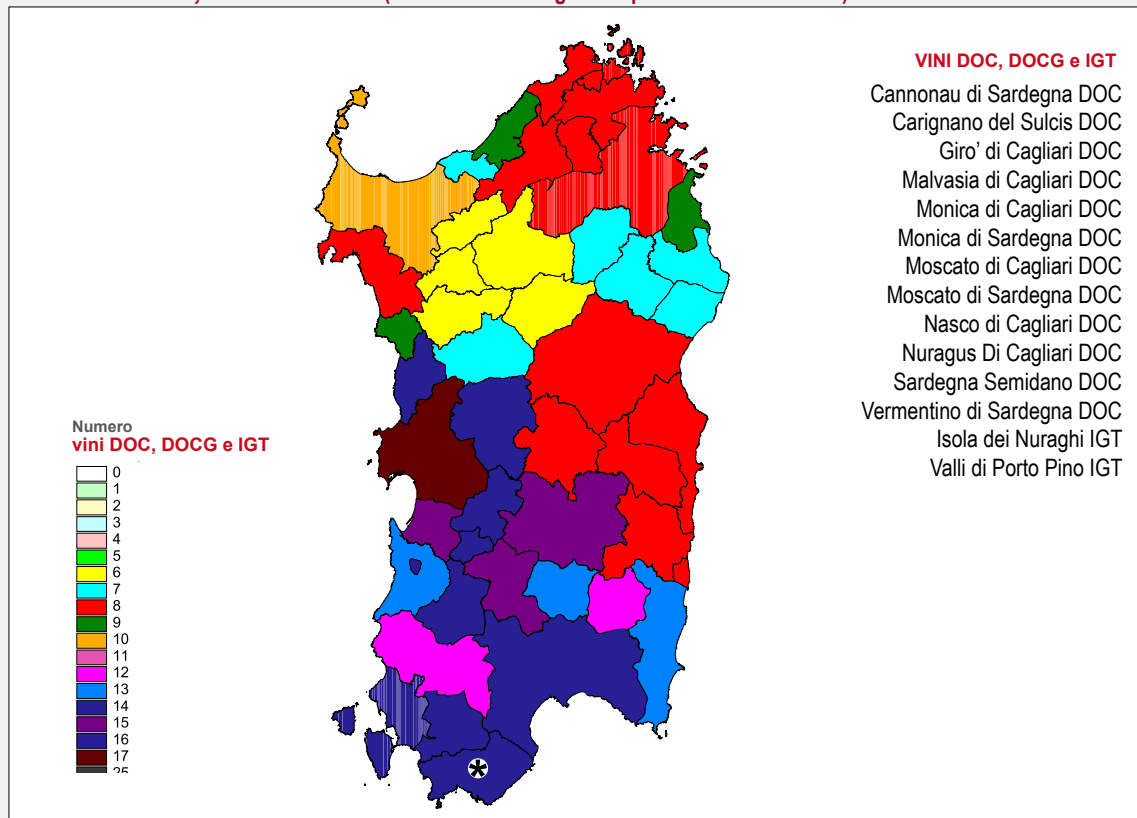 VINI DOC, DOCG e IGT
Cannonau di Sardegna DOC
Carignano del Sulcis DOC
Giro' di Cagliari DOC
Malvasia di Cagliari DOC
Monica di Cagliari DOC
Monica di Sardegna DOC
Moscato di Cagliari DOC
Moscato di Sardegna DOC
Nasco di Cagliari DOC
Nuragus Di Cagliari DOC
Sardegna Semidano DOC
Vermentino di Sardegna DOC
Isola dei Nuraghi IGT
Valli di Porto Pino IGT
Numero
vini DOC, DOCG e IGT
0
1
2
3
4
5
6
7
8
9
10
11
12
13
14
15
16
17
25
*